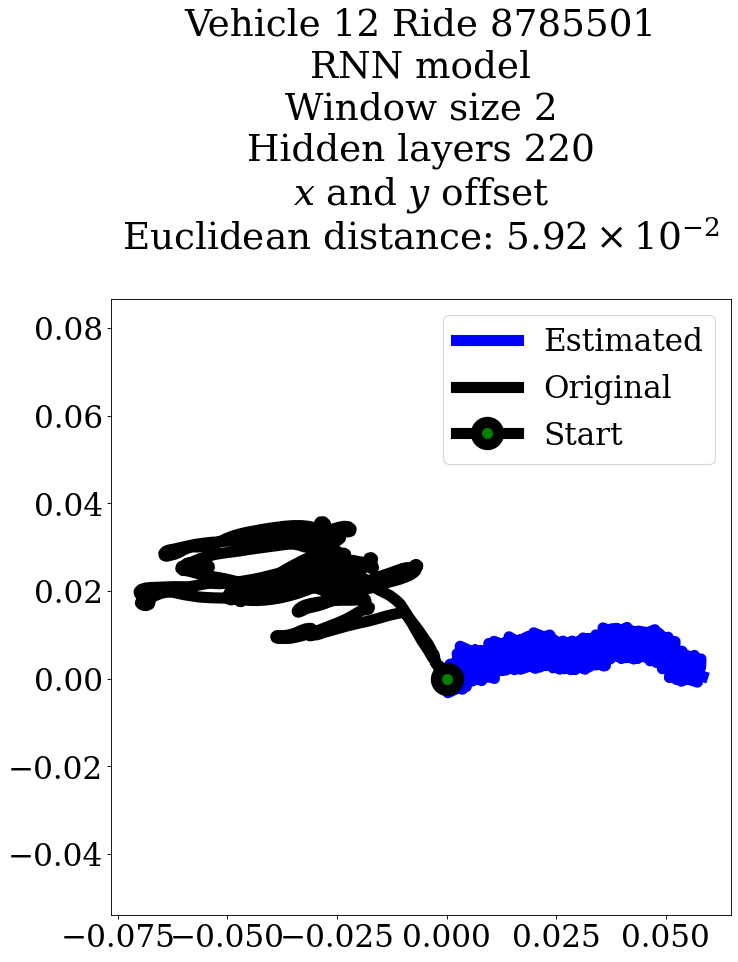 Vehicle 12 Ride 8785501
RNN model
Window size 2
Hidden layers 220
x and y offset
Euclidean distance: 5.92 × 10⁻²
0.08
0.06
0.04
0.02
0.00
−0.02
−0.04
Estimated
Original
Start
−0.075 −0.050 −0.025 0.000 0.025 0.050